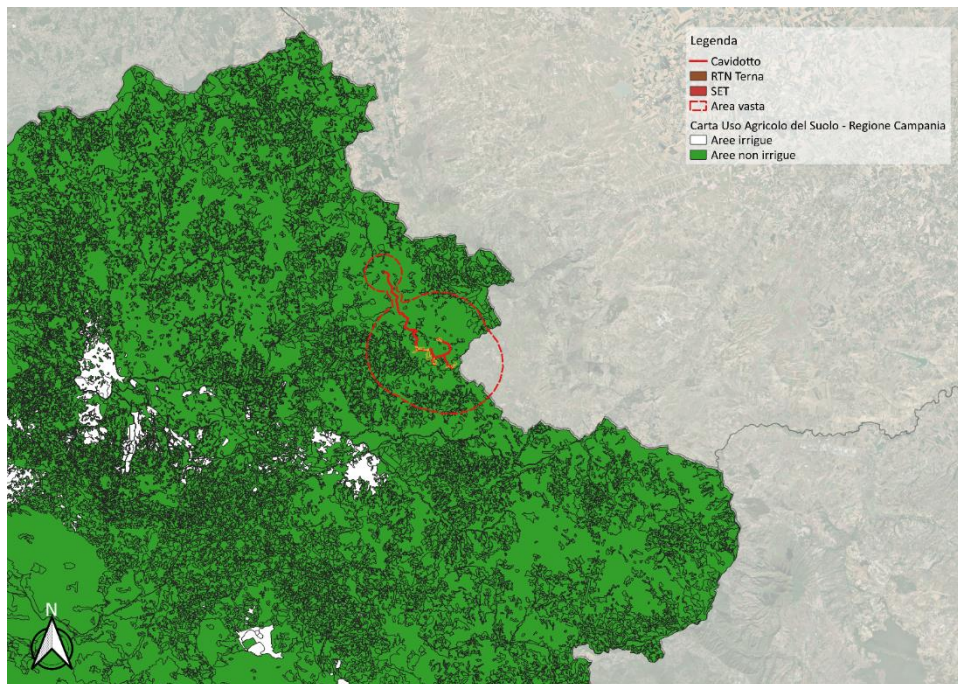 Legenda
Cavidotto
RTN Terna
SET
Area vasta
Carta Uso Agricolo del Suolo - Regione Campania
Aree irrigue
Aree non irrigue
N